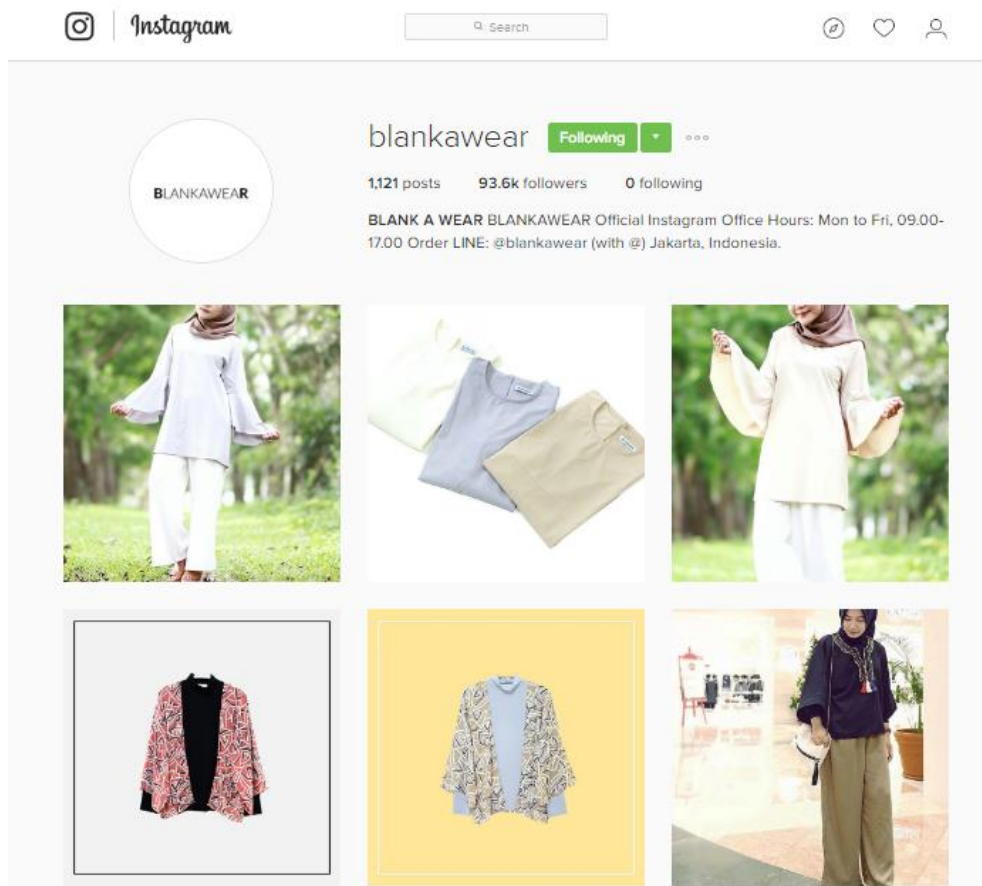 Instagram
Search
blankawear Following
1,121 posts 93.6k followers 0 following
BLANKAWEAR
BLANK A WEAR BLANKAWEAR Official Instagram Office Hours: Mon to Fri, 09.00-
17.00 Order LINE: @blankawear (with @) Jakarta, Indonesia.